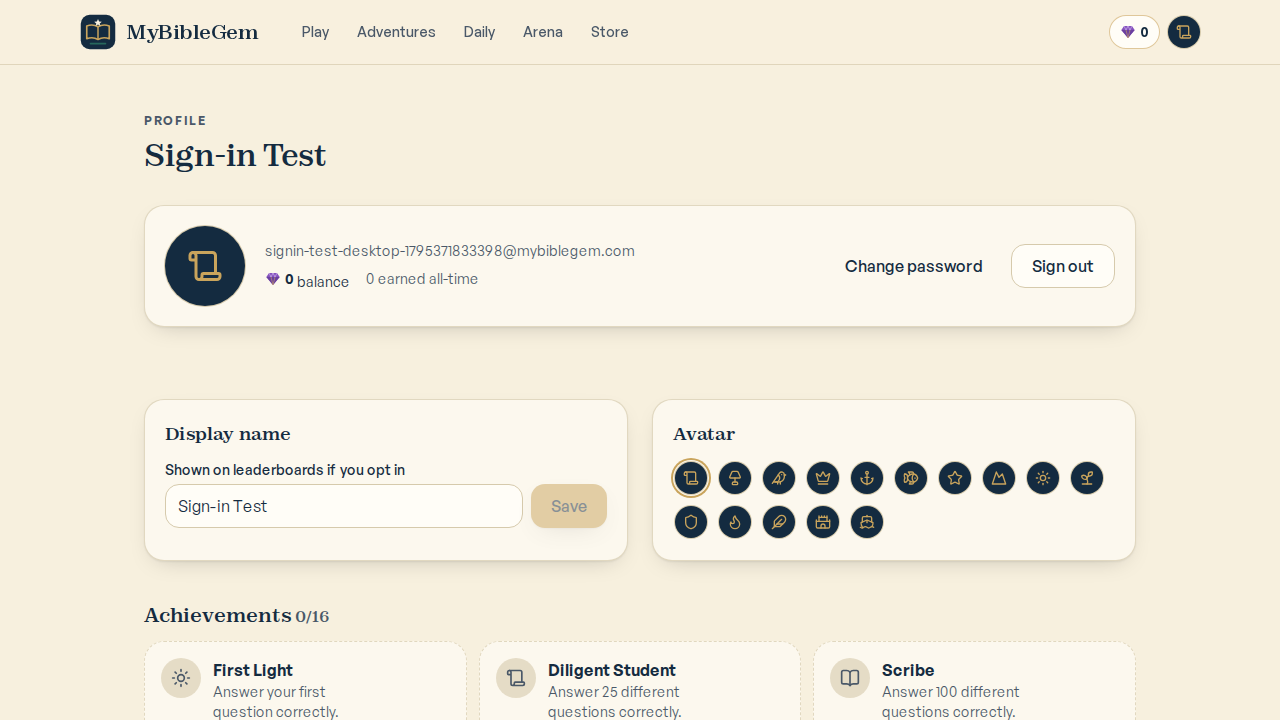 MyBibleGem Play Adventures Daily Arena Store 0
PROFILE
Sign-in Test
signin-test-desktop-1795371833398@mybiblegem.com
0 balance 0 earned all-time
Change password Sign out
Display name
Shown on leaderboards if you opt in
Sign-in Test Save
Avatar
Achievements 0/16
First Light
Answer your first
question correctly.
Diligent Student
Answer 25 different
questions correctly.
Scribe
Answer 100 different
questions correctly.